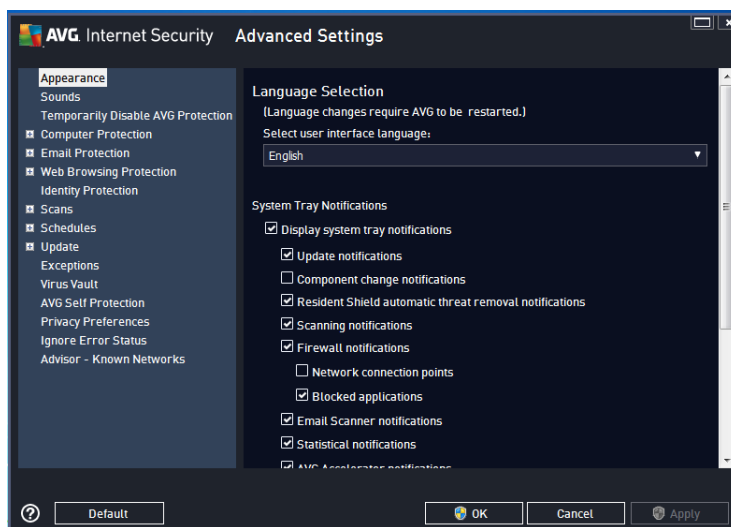 AVG. Internet Security Advanced Settings
Appearance
Sounds
Temporarily Disable AVG Protection
Computer Protection
Email Protection
Web Browsing Protection
Identity Protection
Scans
Schedules
Update
Exceptions
Virus Vault
AVG Self Protection
Privacy Preferences
Ignore Error Status
Advisor - Known Networks
Language Selection
(Language changes require AVG to be restarted.)
Select user interface language:
English
System Tray Notifications
Display system tray notifications
Update notifications
Component change notifications
Resident Shield automatic threat removal notifications
Scanning notifications
Firewall notifications
Network connection points
Blocked applications
Email Scanner notifications
Statistical notifications
AVG Accelerator notifications
Default
OK
Cancel
Apply